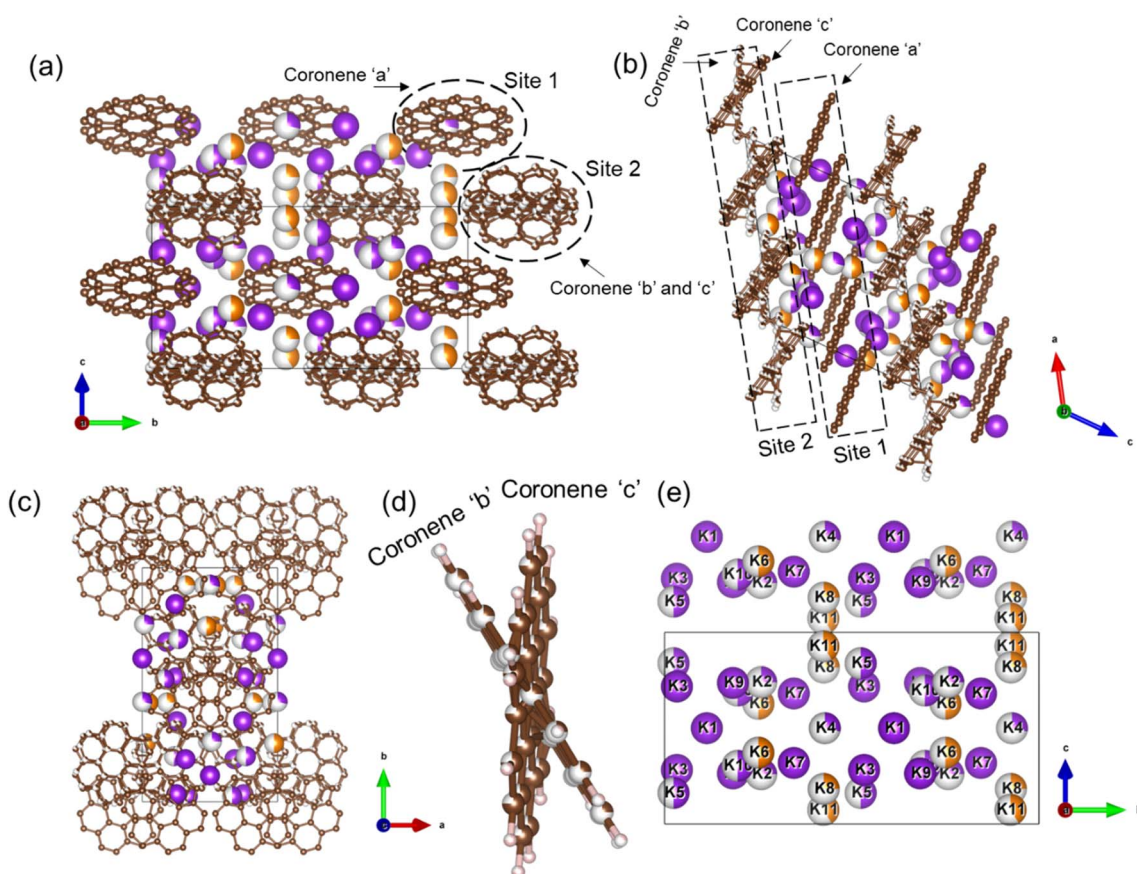 (a)
Coronene ‘a’
Site 1
Site 2
Coronene ‘b’ and ‘c’
c
b
(b)
Coronene ‘b’
Coronene ‘c’
Coronene ‘a’
Site 2
Site 1
a
b
c
(c)
b
a
(d)
Coronene ‘b’
Coronene ‘c’
(e)
K1 K4 K1 K4
K6 K6
K3 K10 K2 K7 K3 K9 K2 K7
K5 K8 K5 K8
K11 K11
K5 K11 K5 K11
K9 K2 K8 K2 K8
K3 K6 K7 K3 K10 K6 K7
K1 K4 K1 K4
K6 K6
K3 K10 K2 K7 K3 K9 K2 K7
K5 K8 K5 K8
K11 K11
c